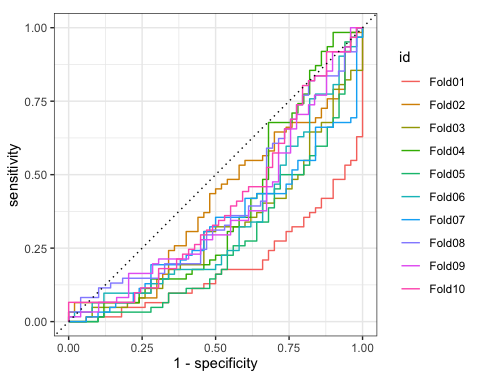 1.00
0.75
0.50
0.25
0.00
sensitivity
0.00 0.25 0.50 0.75 1.00
1 - specificity
id
Fold01
Fold02
Fold03
Fold04
Fold05
Fold06
Fold07
Fold08
Fold09
Fold10